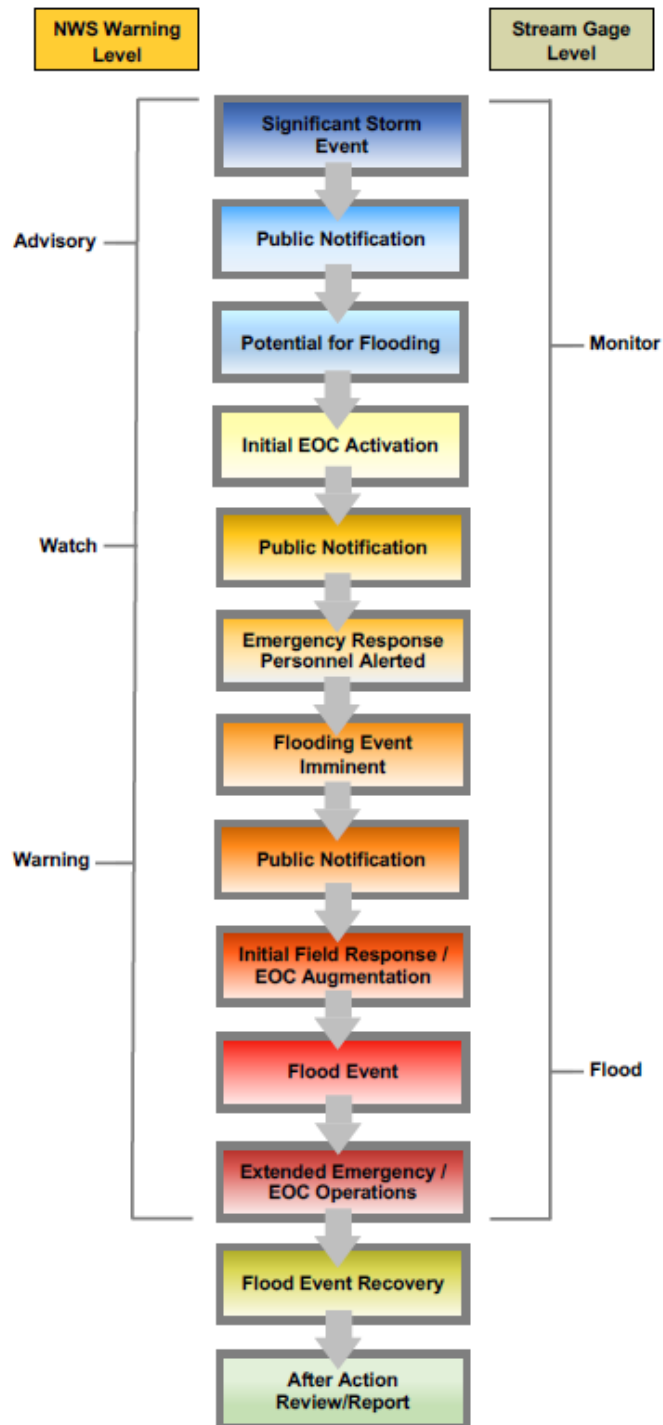 NWS Warning
Level
Stream Gage
Level
Significant Storm
Event
Advisory
Public Notification
Potential for Flooding
Monitor
Initial EOC Activation
Watch
Public Notification
Emergency Response
Personnel Alerted
Flooding Event
Imminent
Warning
Public Notification
Initial Field Response /
EOC Augmentation
Flood Event
Flood
Extended Emergency /
EOC Operations
Flood Event Recovery
After Action
Review/Report